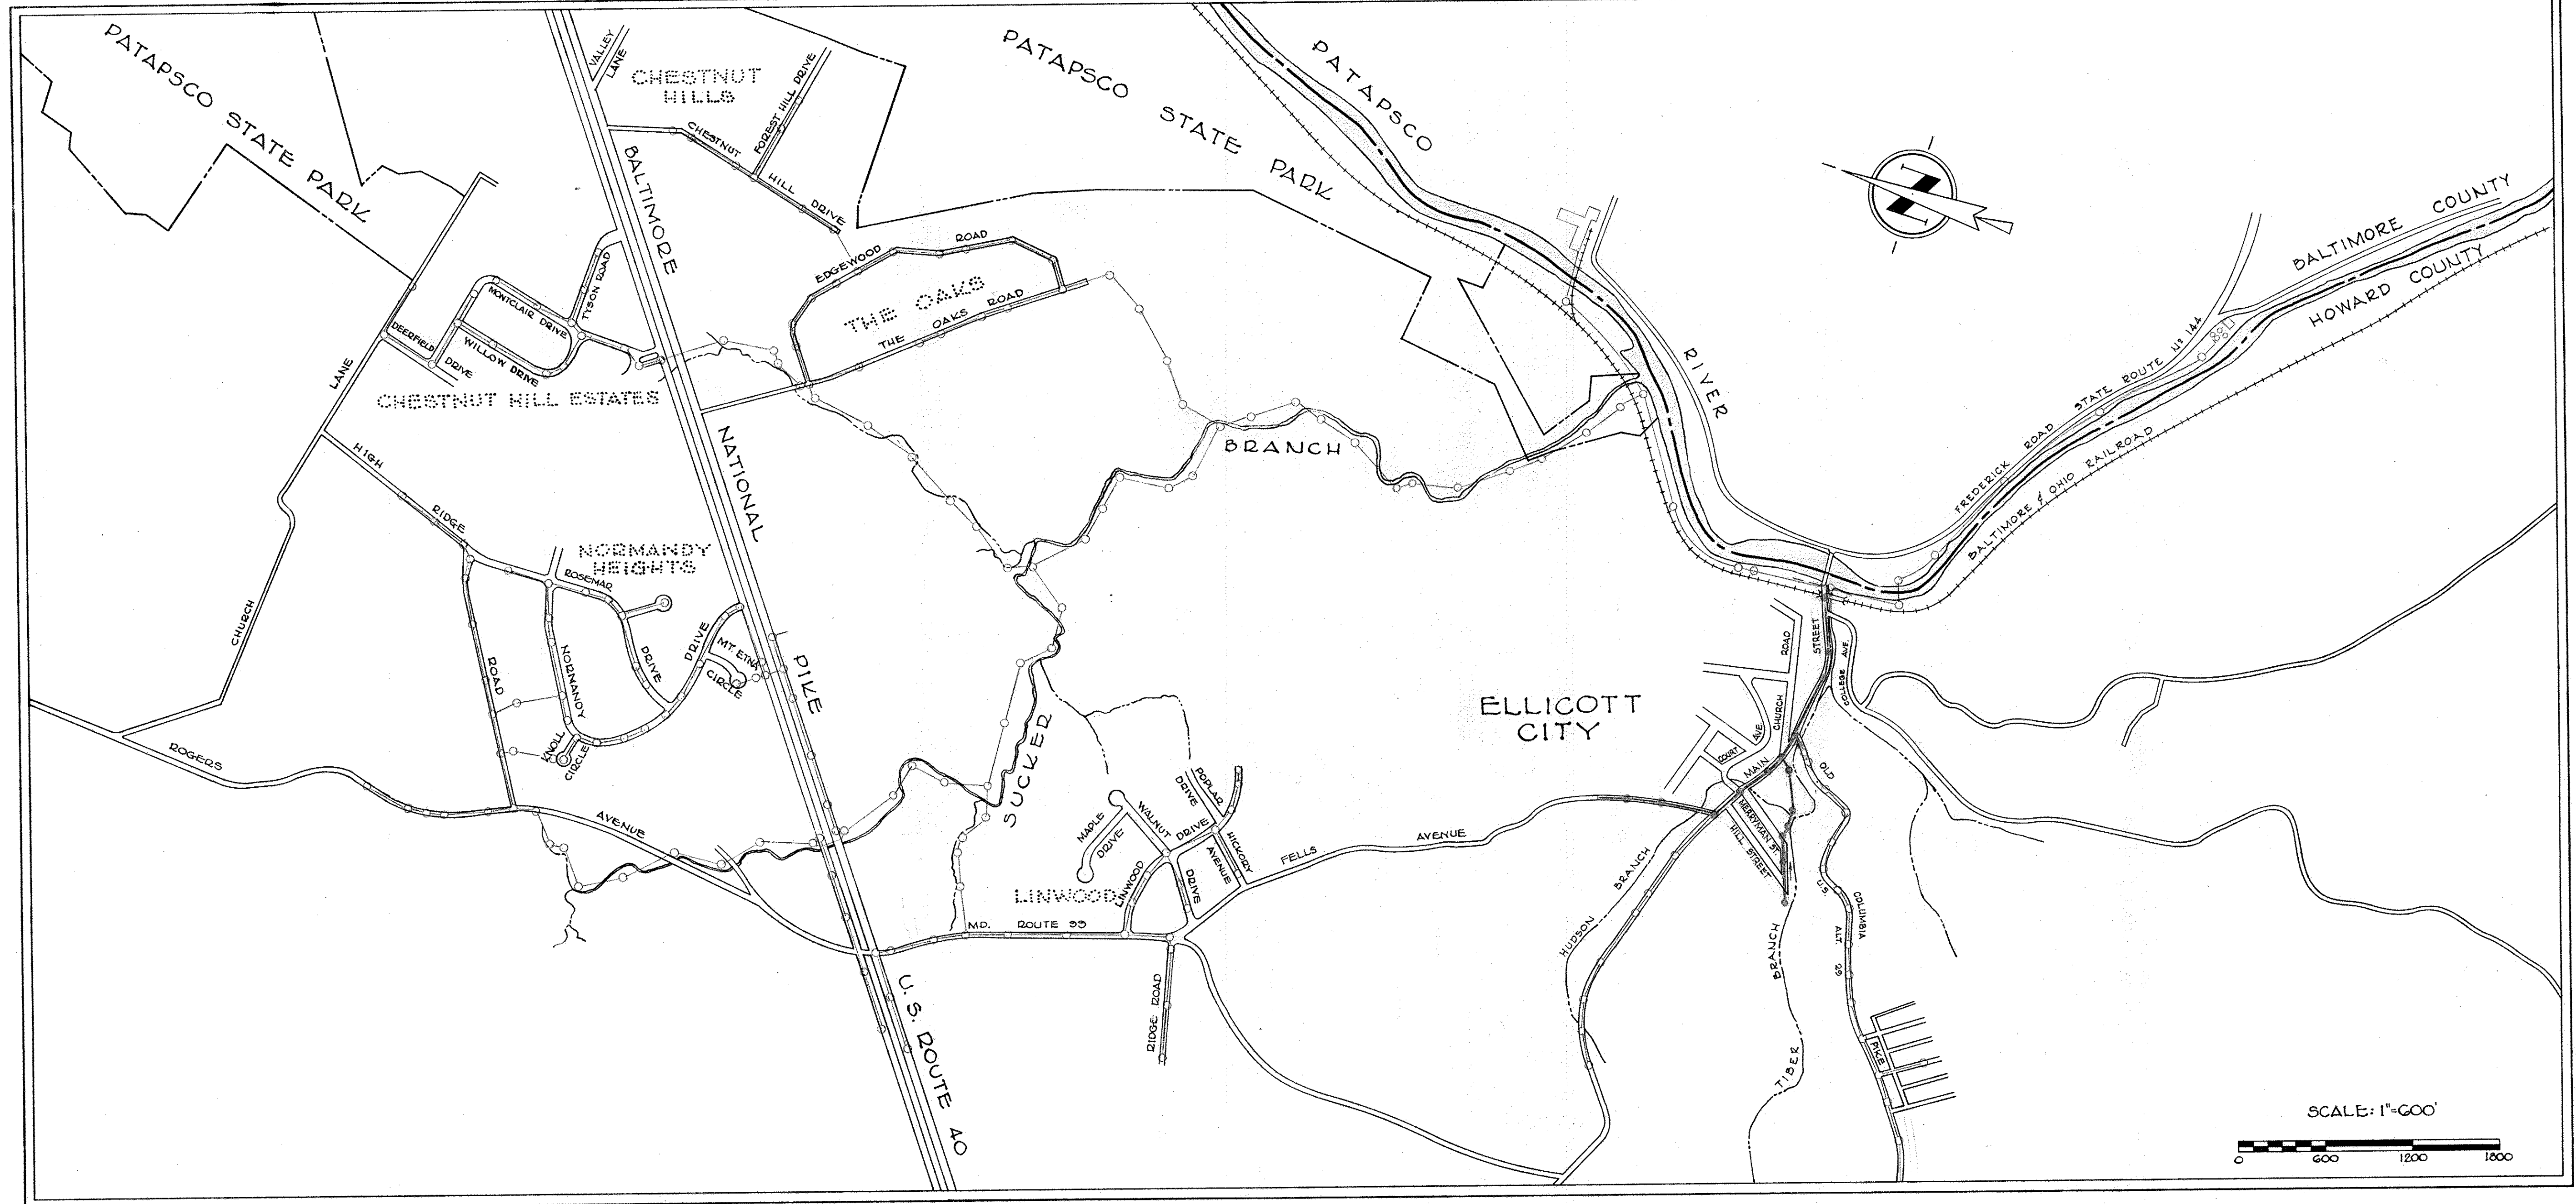 PATAPSCO STATE PARK
VALLEY
LANE
CHESTNUT
HILLS
FOREST HILL DRIVE
CHESTNUT HILL DRIVE
PATAPSCO STATE PARK
PATAPSCO
RIVER
BALTIMORE
NATIONAL
PIKE
U.S. ROUTE 40
TYSON ROAD
MONTCLAIR DRIVE
WILLOW DRIVE
DEERFIELD
DRIVE
CHESTNUT HILL ESTATES
EDGEWOOD ROAD
THE OAKS
THE OAKS ROAD
BALTIMORE COUNTY
HOWARD COUNTY
FREDERICK ROAD STATE ROUTE Nº 144
BALTIMORE & OHIO RAILROAD
CHURCH
LANE
HIGH RIDGE
ROAD
NORMANDY
HEIGHTS
ROSEMAR
DRIVE
NORMANDY
DRIVE
MT. ETNA
CIRCLE
KNOLL
CIRCLE
ROGERS
AVENUE
SUCKER
BRANCH
MAPLE
DRIVE
WALNUT
DRIVE
POPLAR
DRIVE
HICKORY
AVENUE
LINWOOD
LINWOOD
DRIVE
MD. ROUTE 99
RIDGE ROAD
FELLS
AVENUE
ELLICOTT
CITY
ROAD
CHURCH
STREET
MAIN
COLLEGE AVE.
AVE.
COURT
MERRYMAN ST.
HILL STREET
OLD
COLUMBIA
PIKE
U.S.
ALT.
29
HUDSON
BRANCH
TIBER
BRANCH
N
SCALE: 1"=600'
0 600 1200 1800